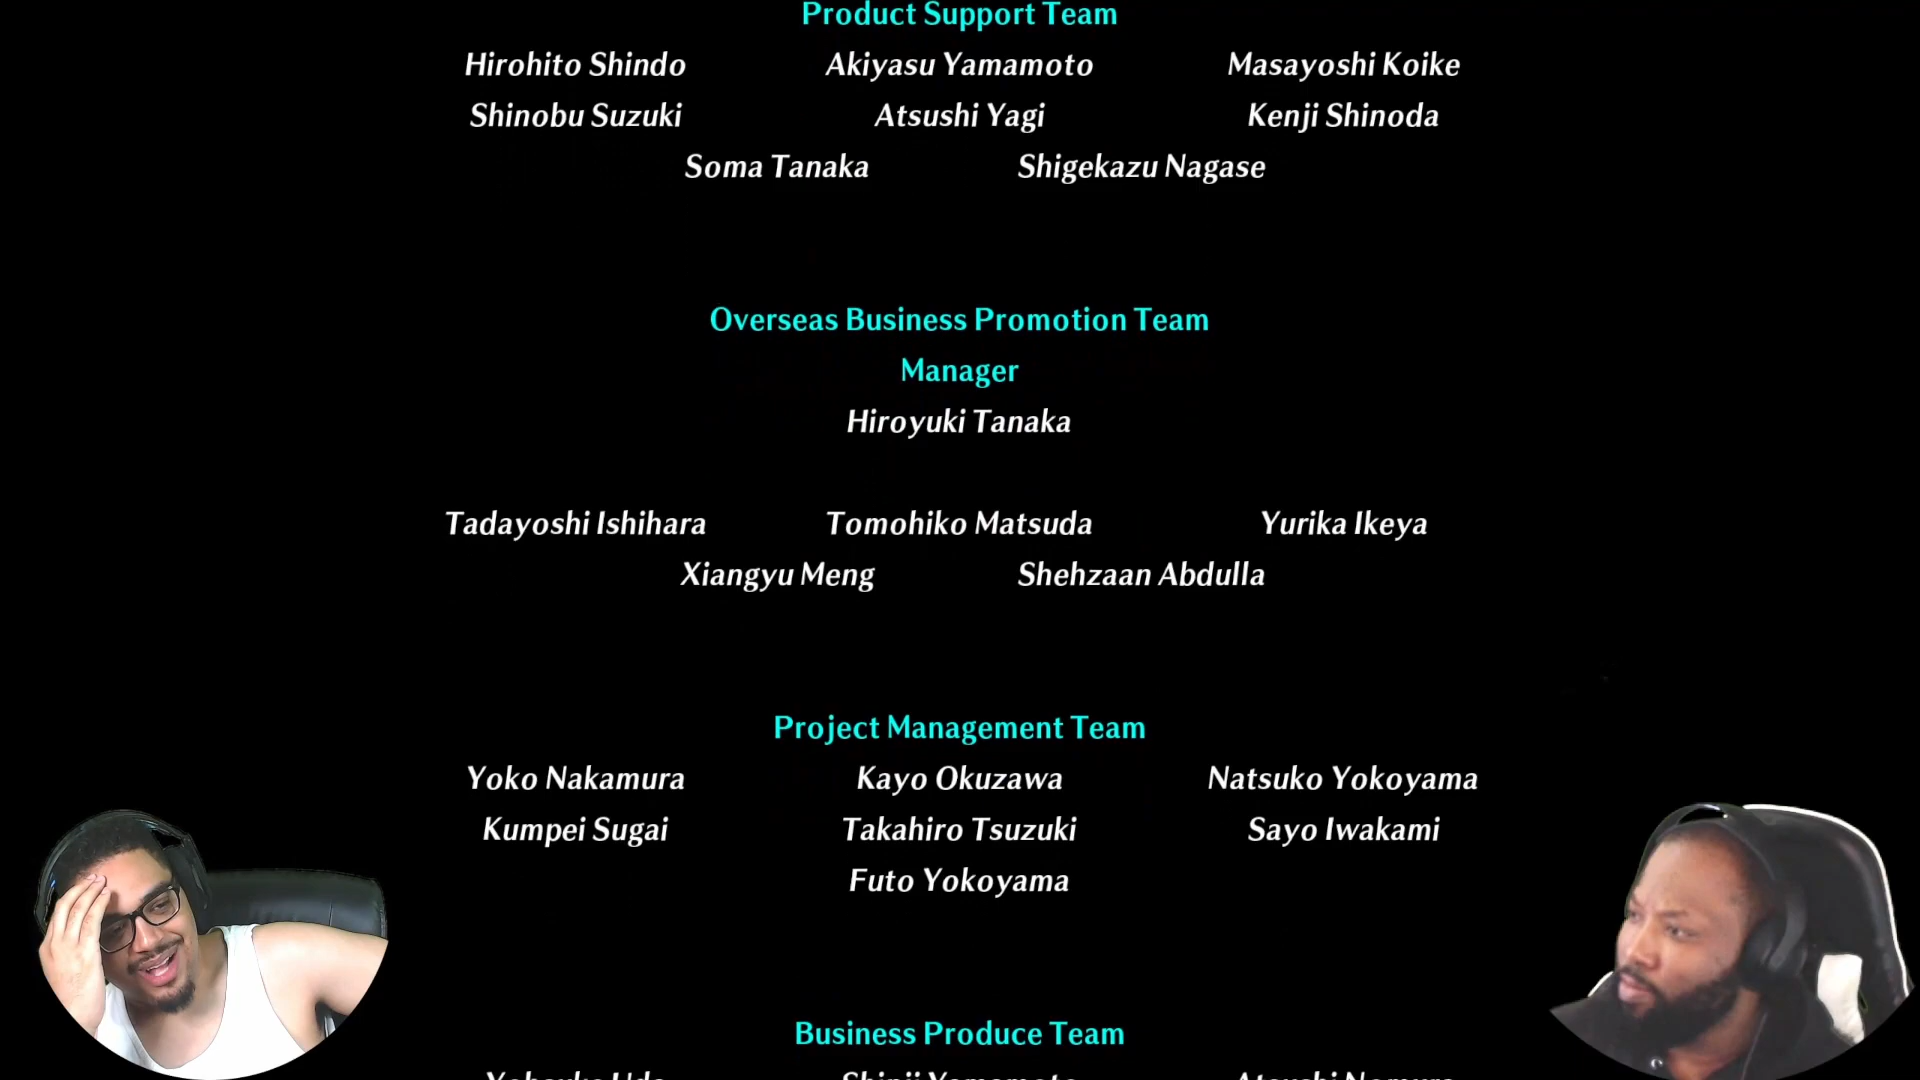 Product Support Team
Hirohito Shindo Akiyasu Yamamoto Masayoshi Koike
Shinobu Suzuki Atsushi Yagi Kenji Shinoda
Soma Tanaka Shigekazu Nagase
Overseas Business Promotion Team
Manager
Hiroyuki Tanaka
Tadayoshi Ishihara Tomohiko Matsuda Yurika Ikeya
Xiangyu Meng Shehzaan Abdulla
Project Management Team
Yoko Nakamura Kayo Okuzawa Natsuko Yokoyama
Kumpei Sugai Takahiro Tsuzuki Sayo Iwakami
Futo Yokoyama
Business Produce Team
Shinji Yamamoto